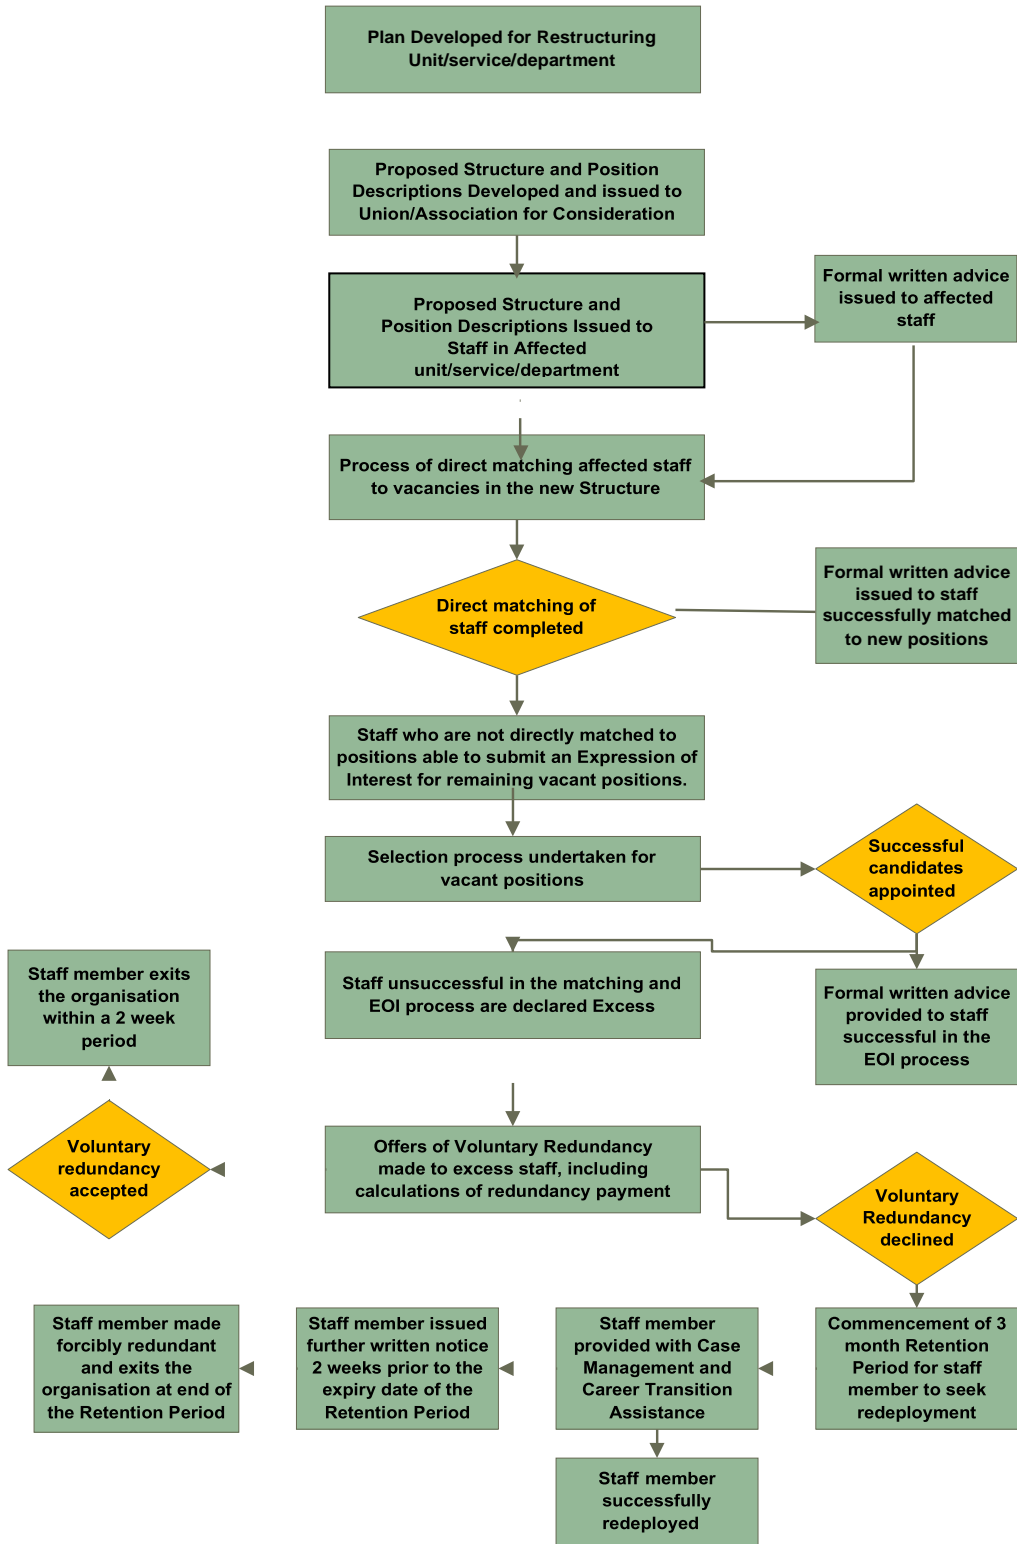 Plan Developed for Restructuring
Unit/service/department
Proposed Structure and Position
Descriptions Developed and issued to
Union/Association for Consideration
Proposed Structure and
Position Descriptions Issued to
Staff in Affected
unit/service/department
Formal written advice
issued to affected
staff
Process of direct matching affected staff
to vacancies in the new Structure
Direct matching of
staff completed
Formal written advice
issued to staff
successfully matched
to new positions
Staff who are not directly matched to
positions able to submit an Expression of
Interest for remaining vacant positions.
Selection process undertaken for
vacant positions
Successful
candidates
appointed
Staff unsuccessful in the matching and
EOI process are declared Excess
Formal written advice
provided to staff
successful in the
EOI process
Staff member exits
the organisation
within a 2 week
period
Voluntary
redundancy
accepted
Offers of Voluntary Redundancy
made to excess staff, including
calculations of redundancy payment
Voluntary
Redundancy
declined
Staff member made
forcibly redundant
and exits the
organisation at end of
the Retention Period
Staff member issued
further written notice
2 weeks prior to the
expiry date of the
Retention Period
Staff member
provided with Case
Management and
Career Transition
Assistance
Commencement of 3
month Retention
Period for staff
member to seek
redeployment
Staff member
successfully
redeployed